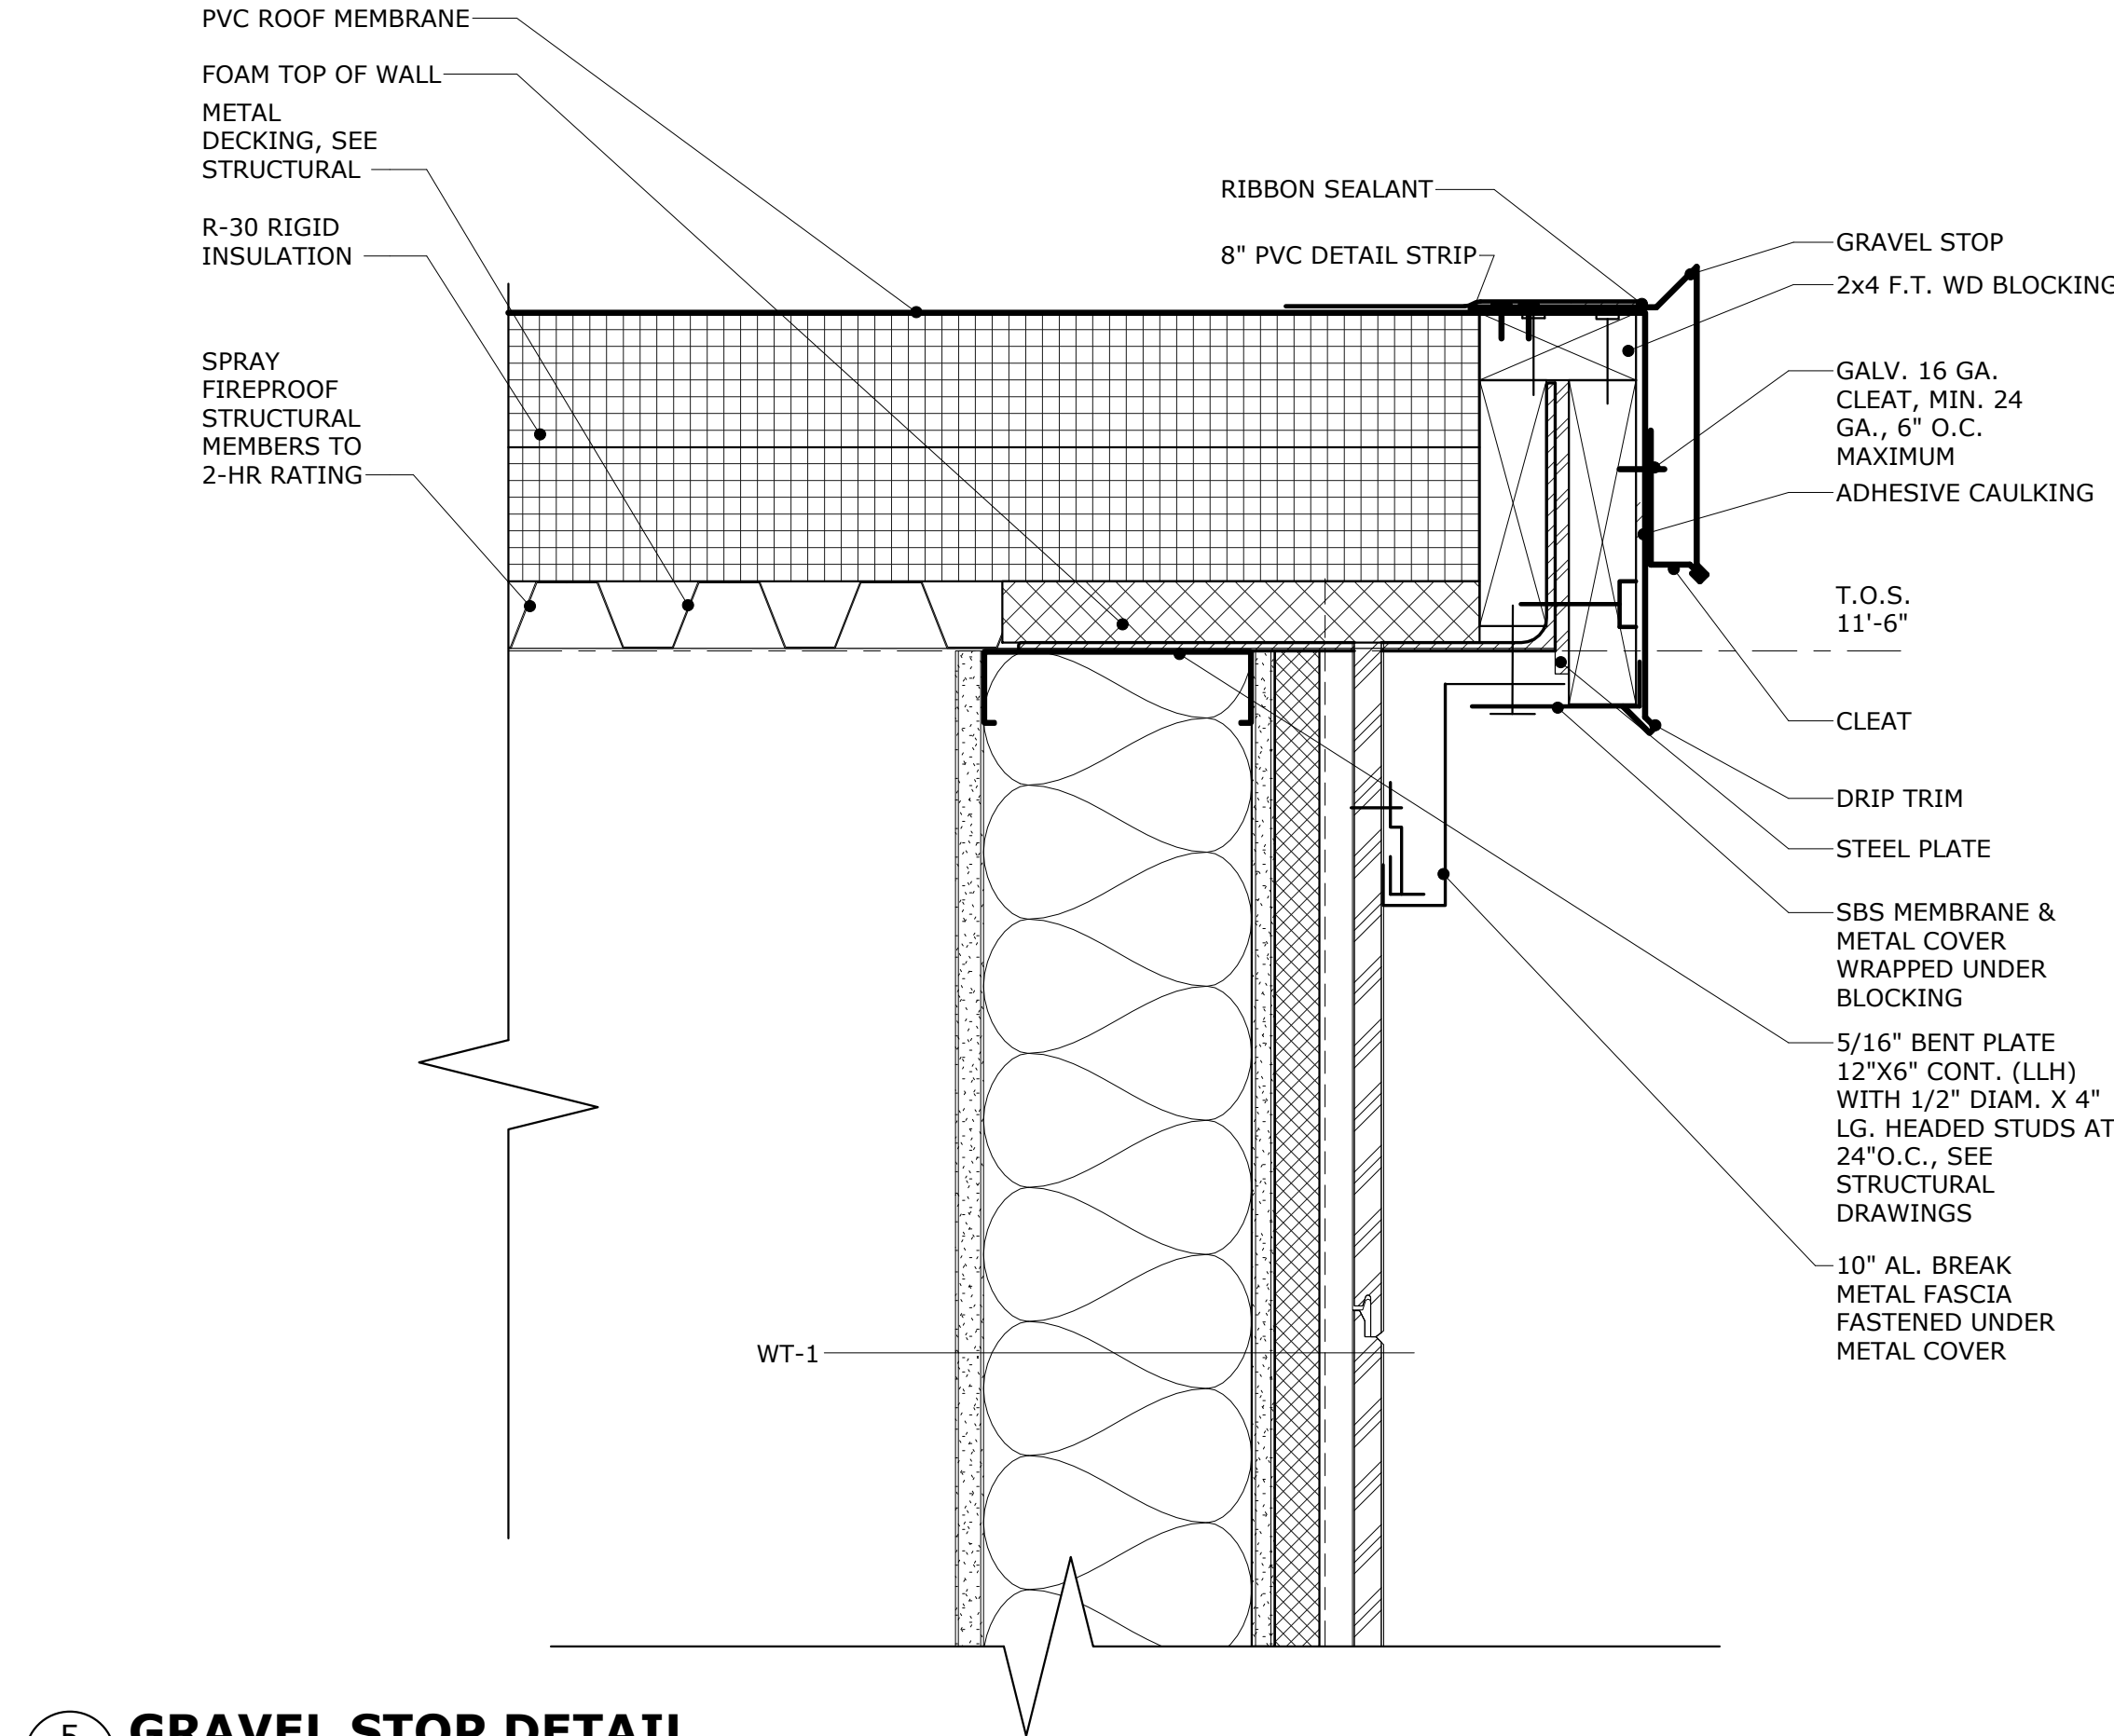 PVC ROOF MEMBRANE
FOAM TOP OF WALL
METAL
DECKING, SEE
STRUCTURAL
R-30 RIGID
INSULATION
SPRAY
FIREPROOF
STRUCTURAL
MEMBERS TO
2-HR RATING
RIBBON SEALANT
8" PVC DETAIL STRIP
GRAVEL STOP
2x4 F.T. WD BLOCKING
GALV. 16 GA.
CLEAT, MIN. 24
GA., 6" O.C.
MAXIMUM
ADHESIVE CAULKING
T.O.S.
11'-6"
CLEAT
DRIP TRIM
STEEL PLATE
SBS MEMBRANE &
METAL COVER
WRAPPED UNDER
BLOCKING
5/16" BENT PLATE
12"X6" CONT. (LLH)
WITH 1/2" DIAM. X 4"
LG. HEADED STUDS AT
24"O.C., SEE
STRUCTURAL
DRAWINGS
10" AL. BREAK
METAL FASCIA
FASTENED UNDER
METAL COVER
WT-1
5
GRAVEL STOP DETAIL